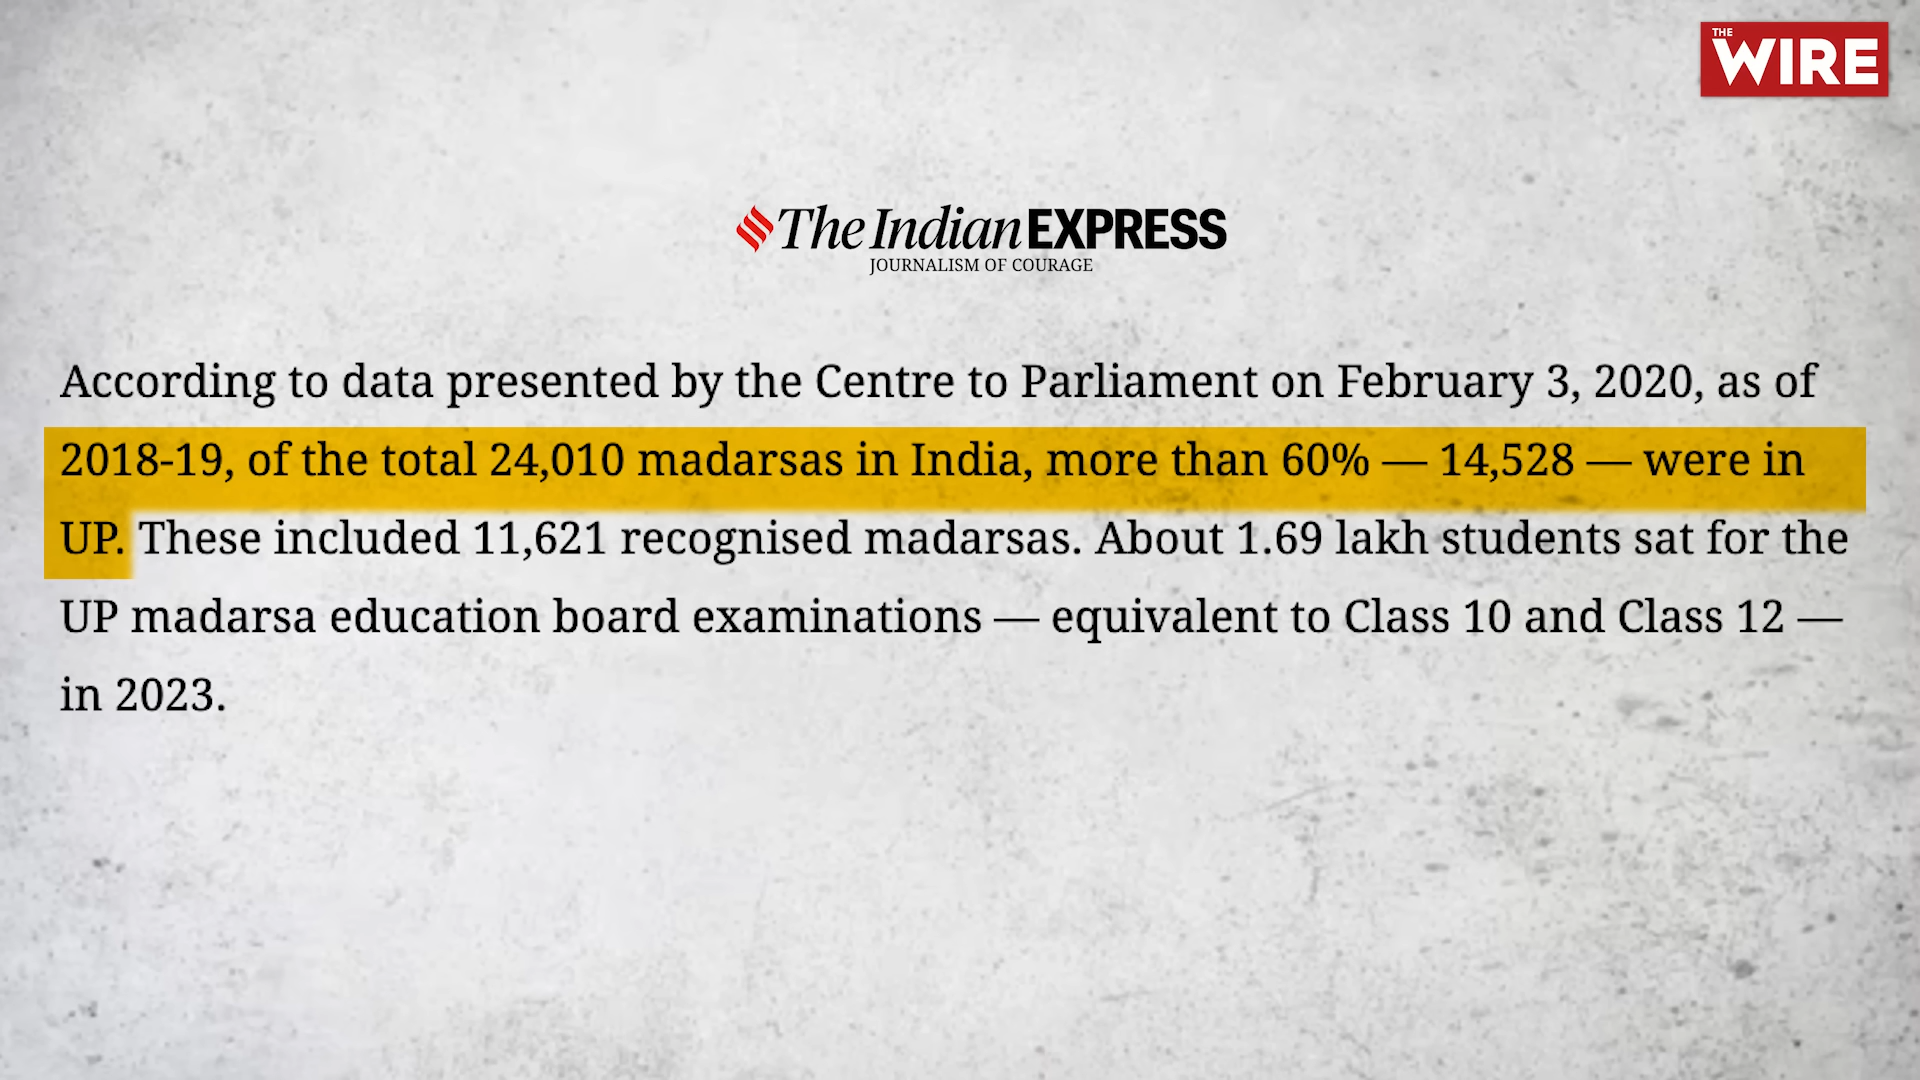 THE
WIRE
The Indian EXPRESS
JOURNALISM OF COURAGE
According to data presented by the Centre to Parliament on February 3, 2020, as of
2018-19, of the total 24,010 madarsas in India, more than 60% — 14,528 — were in
UP. These included 11,621 recognised madarsas. About 1.69 lakh students sat for the
UP madarsa education board examinations — equivalent to Class 10 and Class 12 —
in 2023.